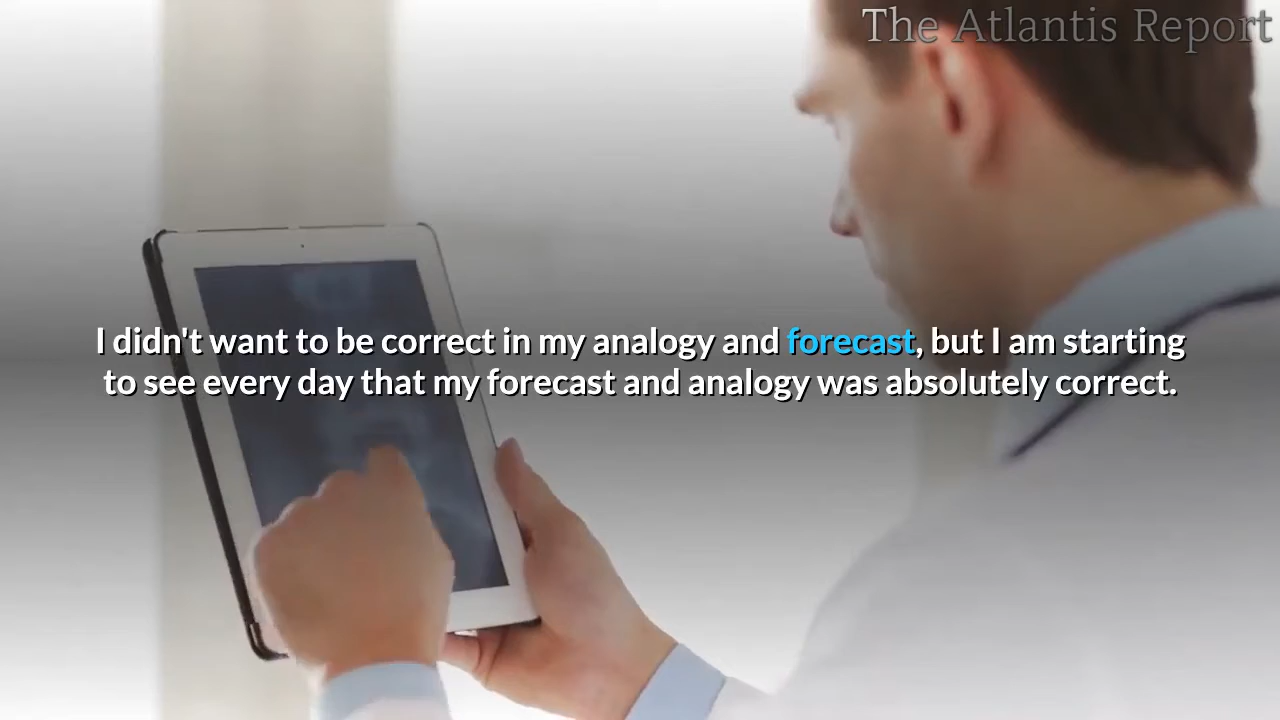 The Atlantis Report
I didn't want to be correct in my analogy and forecast, but I am starting
to see every day that my forecast and analogy was absolutely correct.